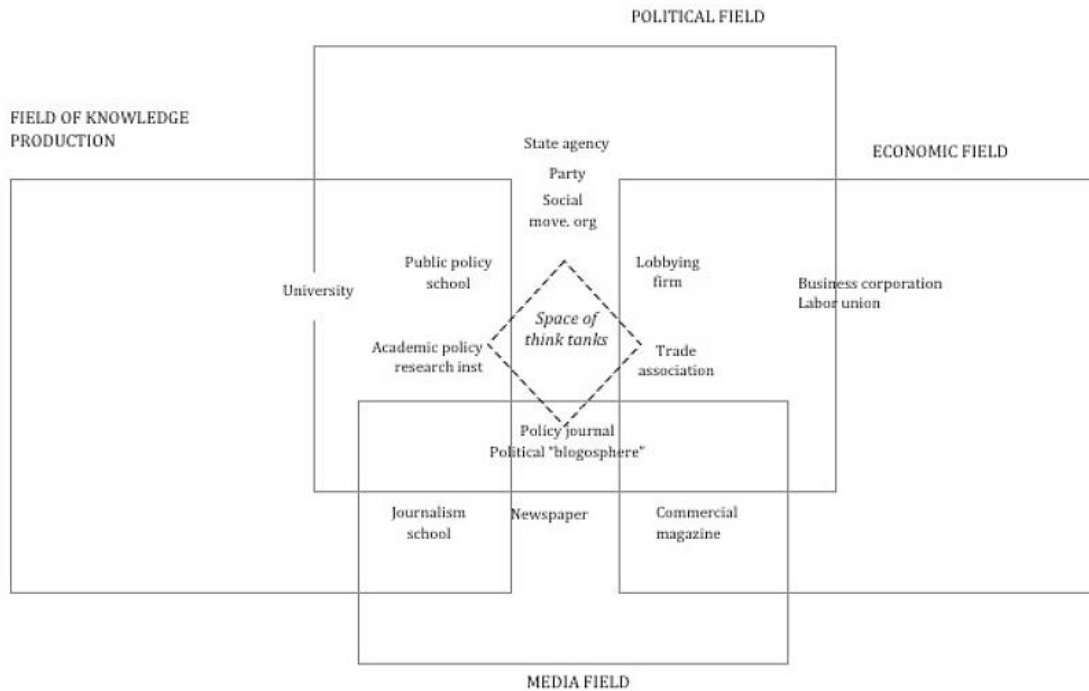 POLITICAL FIELD
FIELD OF KNOWLEDGE
PRODUCTION
State agency
ECONOMIC FIELD
Party
Social
move. org
Public policy
school
Lobbying
firm
University
Business corporation
Labor union
Space of
think tanks
Academic policy
research inst
Trade
association
Policy journal
Political "blogosphere"
Journalism
school
Newspaper
Commercial
magazine
MEDIA FIELD